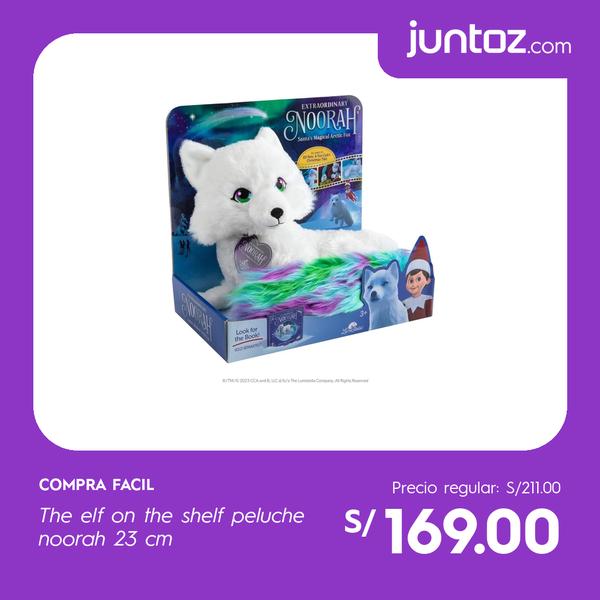 juntoz.com
EXTRAORDINARY
NOORAH
Santa's Magical Arctic Fox
NOORAH
3+
Look for
the Book!
NOORAH
COMPRA FACIL
The elf on the shelf peluche
noorah 23 cm
Precio regular: S/211.00
S/169.00